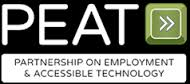 PEAT
PARTNERSHIP ON EMPLOYMENT
& ACCESSIBLE TECHNOLOGY